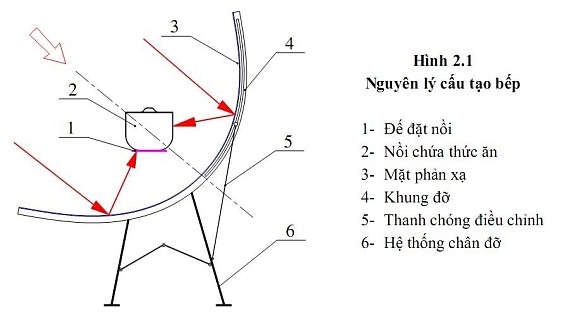 Hình 2.1
Nguyên lý cấu tạo bếp
1- Đế đặt nồi
2- Nồi chứa thức ăn
3- Mặt phản xạ
4- Khung đỡ
5- Thanh chóng điều chỉnh
6- Hệ thống chân đỡ
3
4
2
1
5
6